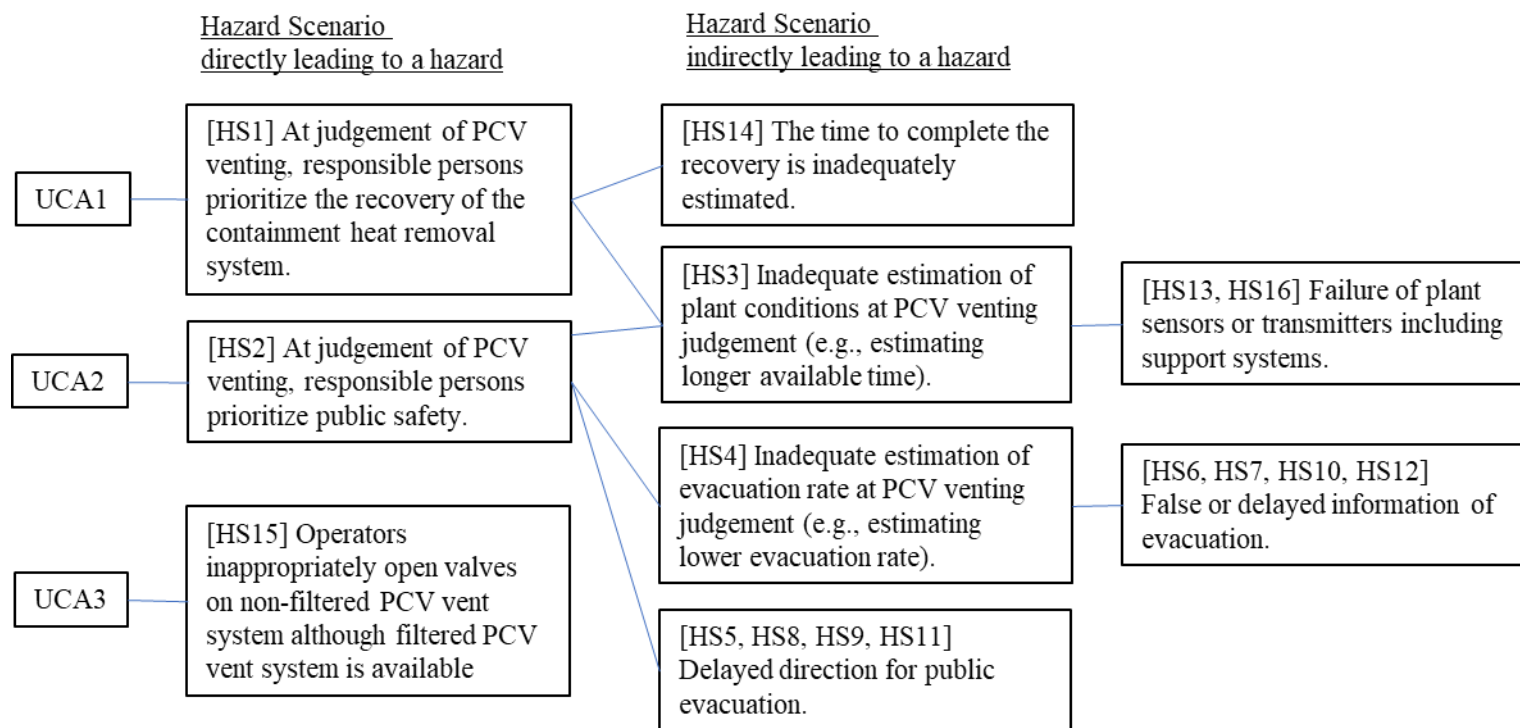 Hazard Scenario
directly leading to a hazard
Hazard Scenario
indirectly leading to a hazard
UCA1
[HS1] At judgement of PCV
venting, responsible persons
prioritize the recovery of the
containment heat removal
system.
[HS14] The time to complete the
recovery is inadequately
estimated.
[HS3] Inadequate estimation of
plant conditions at PCV venting
judgement (e.g., estimating
longer available time).
[HS13, HS16] Failure of plant
sensors or transmitters including
support systems.
UCA2
[HS2] At judgement of PCV
venting, responsible persons
prioritize public safety.
[HS4] Inadequate estimation of
evacuation rate at PCV venting
judgement (e.g., estimating
lower evacuation rate).
[HS6, HS7, HS10, HS12]
False or delayed information of
evacuation.
UCA3
[HS15] Operators
inappropriately open valves
on non-filtered PCV vent
system although filtered PCV
vent system is available
[HS5, HS8, HS9, HS11]
Delayed direction for public
evacuation.